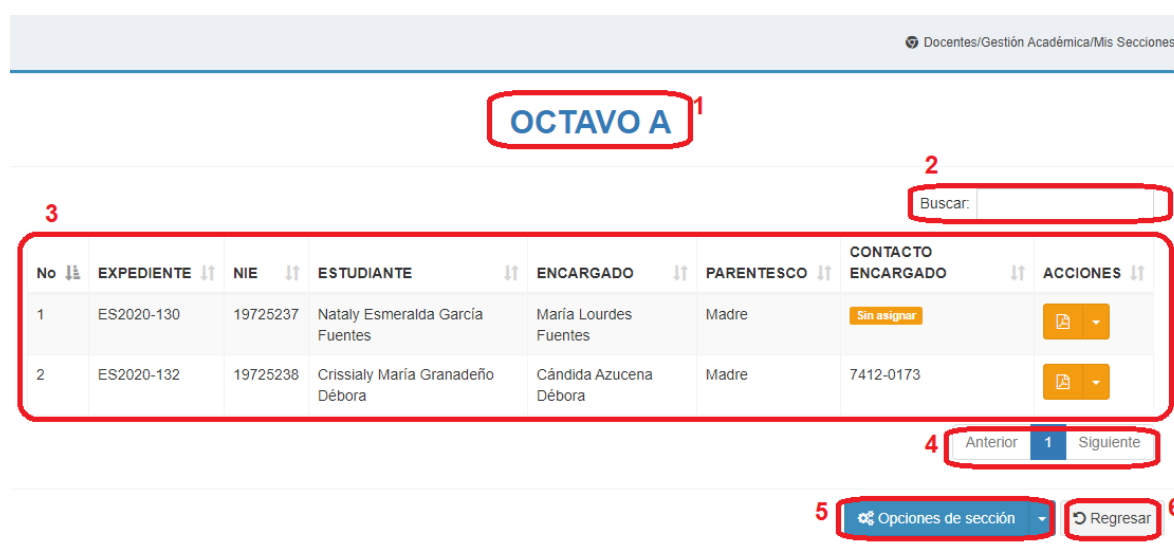 Docentes/Gestión Académica/Mis Secciones
OCTAVO A
1
2
Buscar:
3
No EXPEDIENTE NIE ESTUDIANTE ENCARGADO PARENTESCO CONTACTO ENCARGADO ACCIONES
1 ES2020-130 19725237 Nataly Esmeralda García Fuentes María Lourdes Fuentes Madre Sin asignar
2 ES2020-132 19725238 Crissialy María Granadeño Débora Cándida Azucena Débora Madre 7412-0173
4
Anterior 1 Siguiente
5
Opciones de sección
Regresar
6